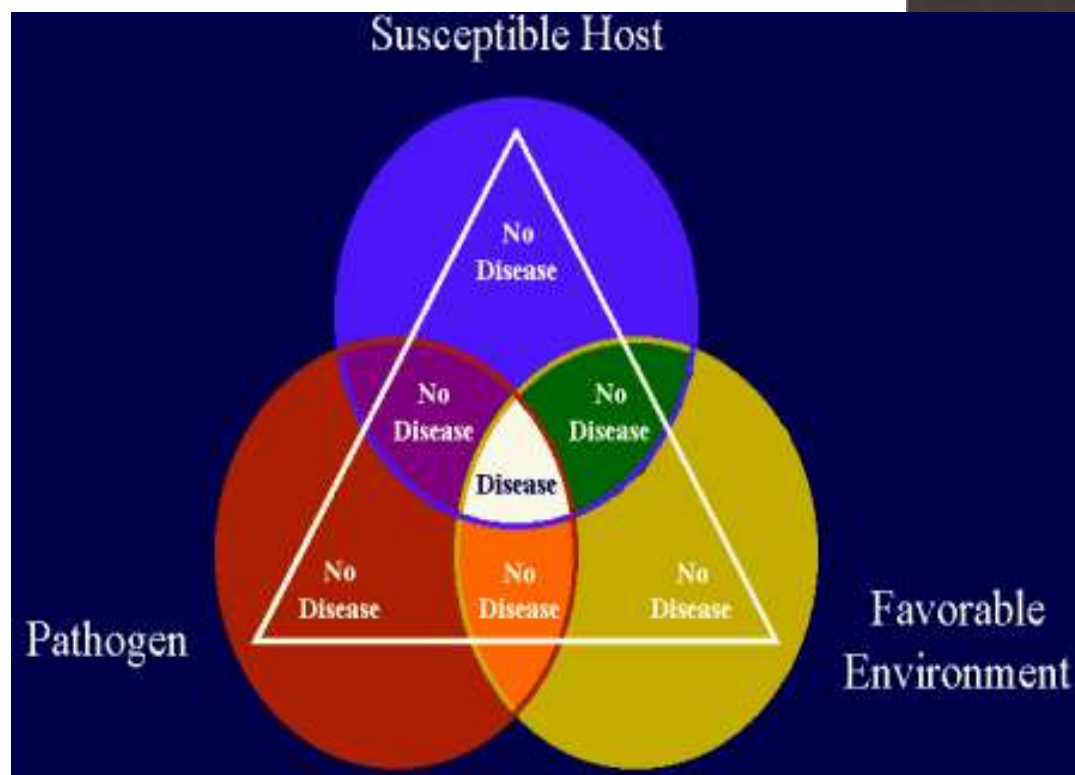 Susceptible Host
No
Disease
No
Disease
No
Disease
Disease
No
Disease
No
Disease
No
Disease
Pathogen
Favorable
Environment